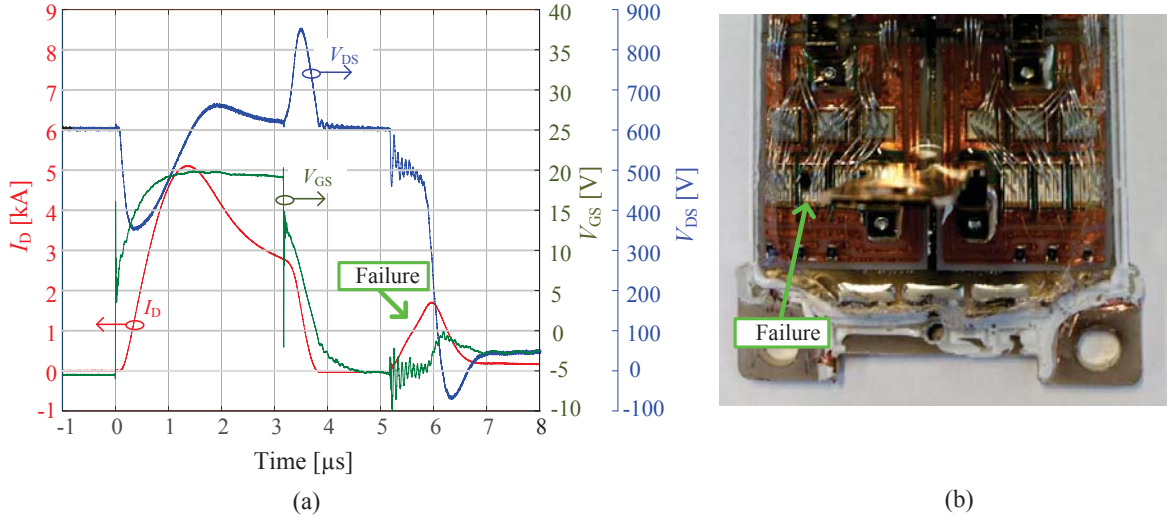 9 40 900
8 35 800
7 30 700
6 25 600
5 20 500
4 15 400
3 10 300
2 5 200
1 0 100
0 -5 0
-1 -10 -100
I_D [kA]
V_GS [V]
V_DS [V]
V_DS
V_GS
Failure
I_D
-1 0 1 2 3 4 5 6 7 8
Time [µs]
(a)
Failure
(b)